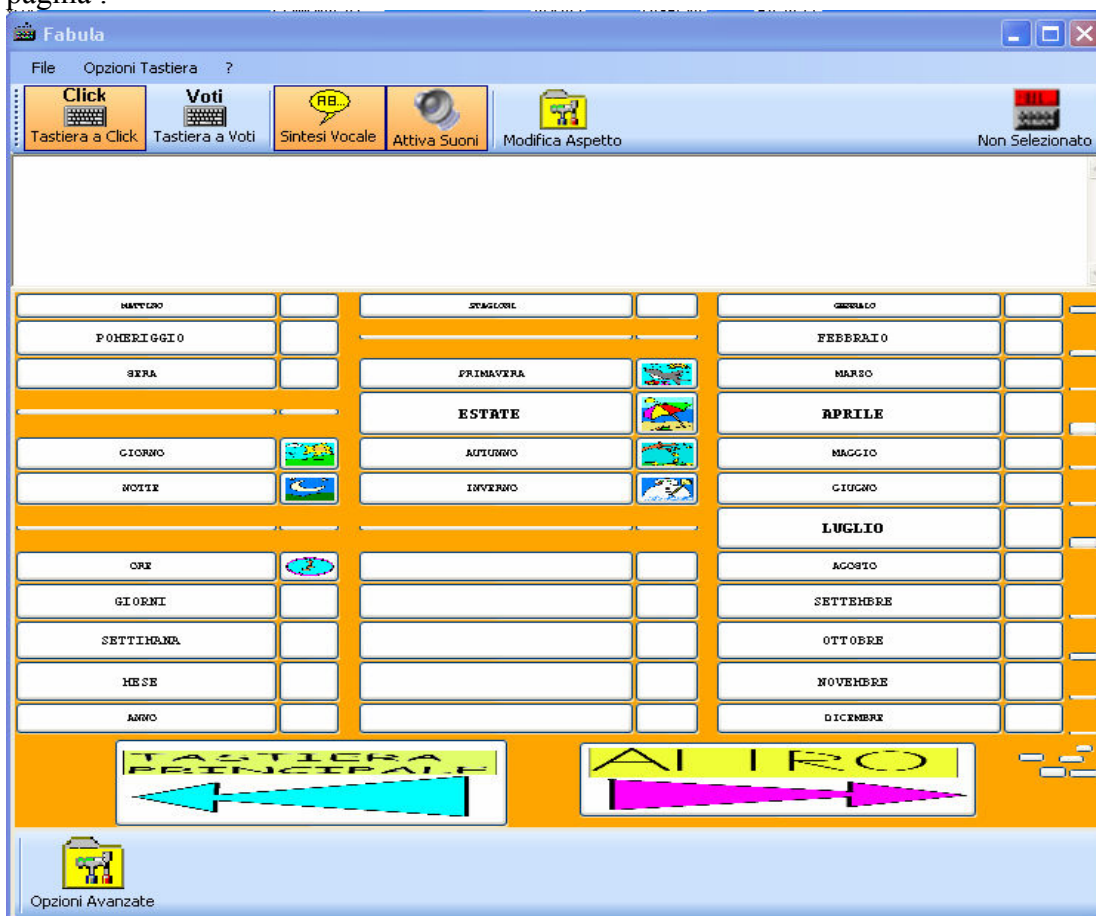 pagina :
Fabula
File Opzioni Tastiera ?
Click Voti AB...
Tastiera a Click Tastiera a Voti Sintesi Vocale Attiva Suoni Modifica Aspetto Non Selezionato
MATTINO STAGIONI GENNAIO
POMERIGGIO FEBBRAIO
SERA PRIMAVERA MARZO
ESTATE APRILE
GIORNO AUTUNNO MAGGIO
NOTTE INVERNO GIUGNO
LUGLIO
ORE AGOSTO
GIORNI SETTEMBRE
SETTIMANA OTTOBRE
MESE NOVEMBRE
ANNO DICEMBRE
TASTIERA ALTRO
PRINCIPALE
Opzioni Avanzate